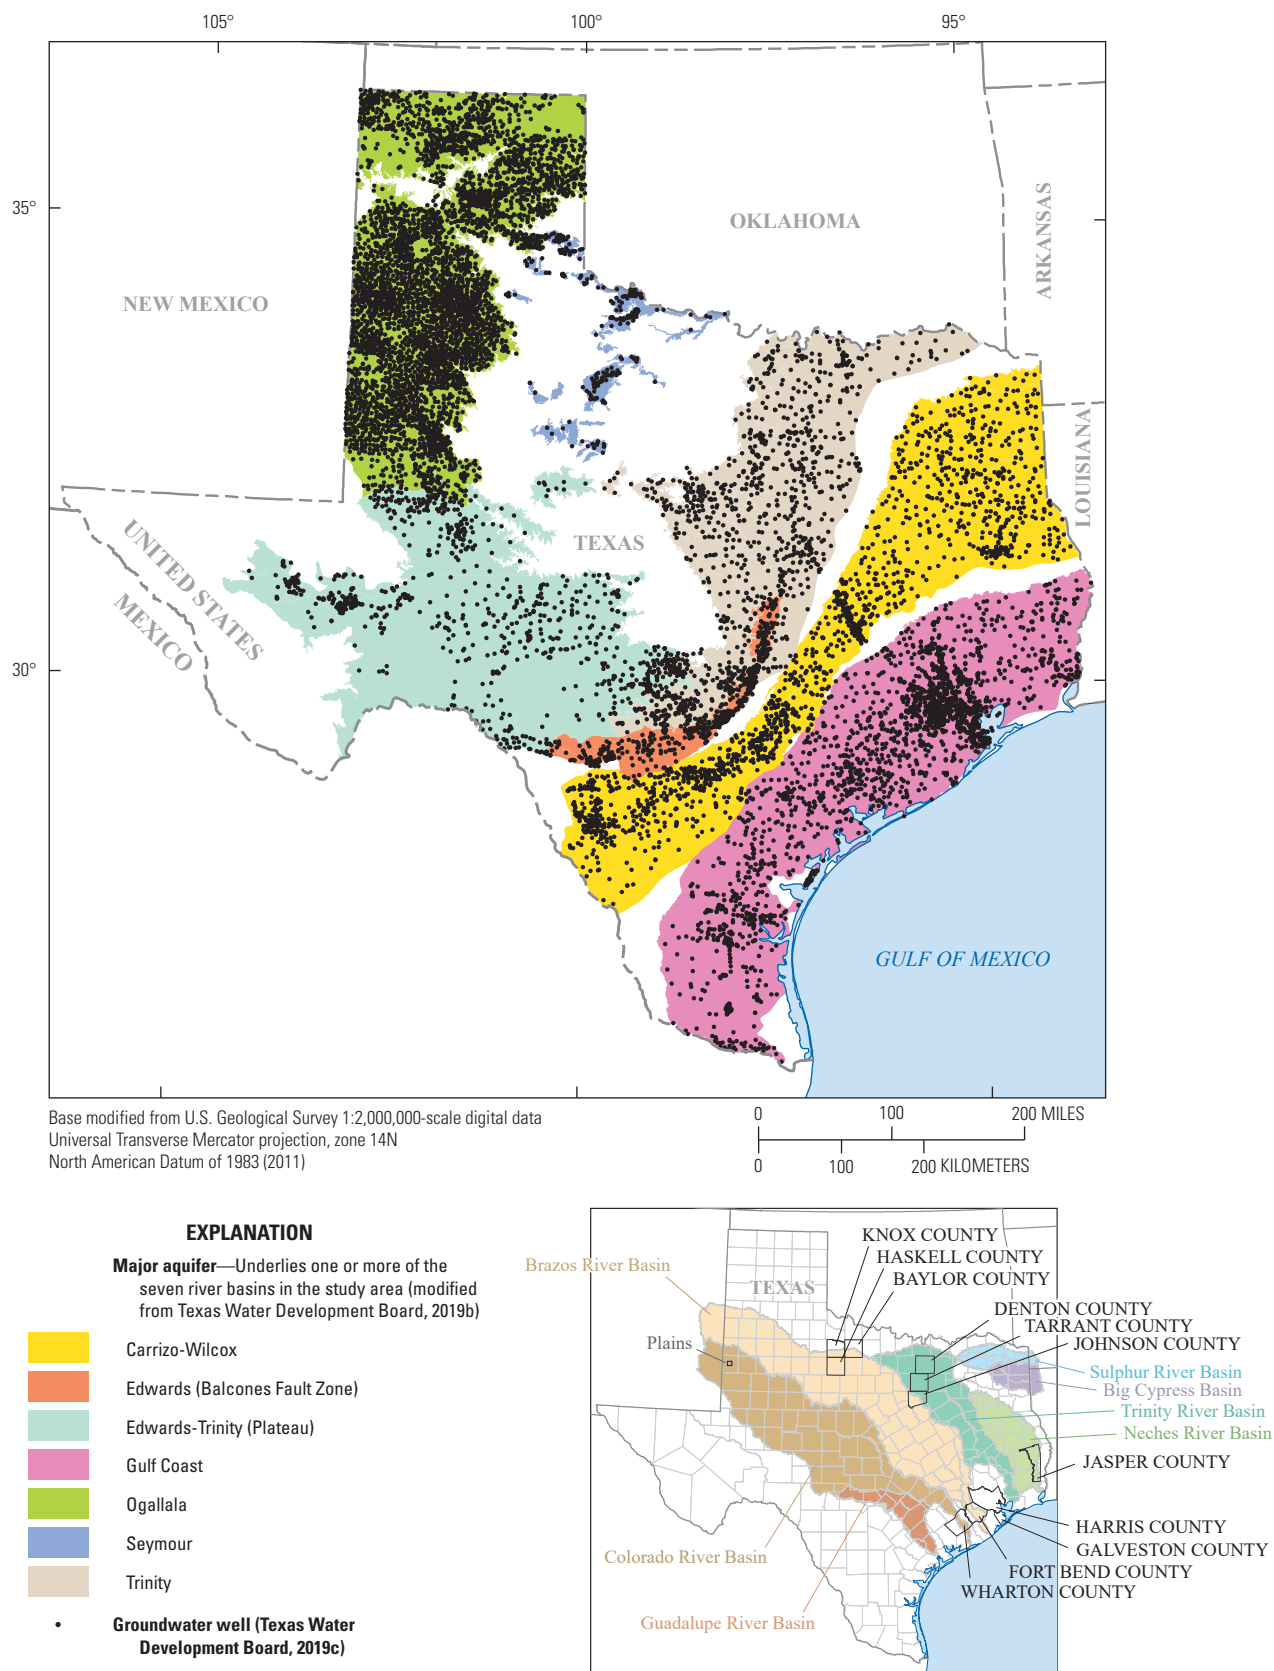 105°
100°
95°
35°
30°
OKLAHOMA
ARKANSAS
NEW MEXICO
LOUISIANA
TEXAS
UNITED STATES
MEXICO
GULF OF MEXICO
Base modified from U.S. Geological Survey 1:2,000,000-scale digital data
Universal Transverse Mercator projection, zone 14N
North American Datum of 1983 (2011)
0 100 200 MILES
0 100 200 KILOMETERS
EXPLANATION
Major aquifer—Underlies one or more of the
seven river basins in the study area (modified
from Texas Water Development Board, 2019b)
Carrizo-Wilcox
Edwards (Balcones Fault Zone)
Edwards-Trinity (Plateau)
Gulf Coast
Ogallala
Seymour
Trinity
Groundwater well (Texas Water
Development Board, 2019c)
KNOX COUNTY
HASKELL COUNTY
BAYLOR COUNTY
Brazos River Basin
TEXAS
DENTON COUNTY
TARRANT COUNTY
JOHNSON COUNTY
Plains
Sulphur River Basin
Big Cypress Basin
Trinity River Basin
Neches River Basin
JASPER COUNTY
HARRIS COUNTY
GALVESTON COUNTY
Colorado River Basin
FORT BEND COUNTY
WHARTON COUNTY
Guadalupe River Basin